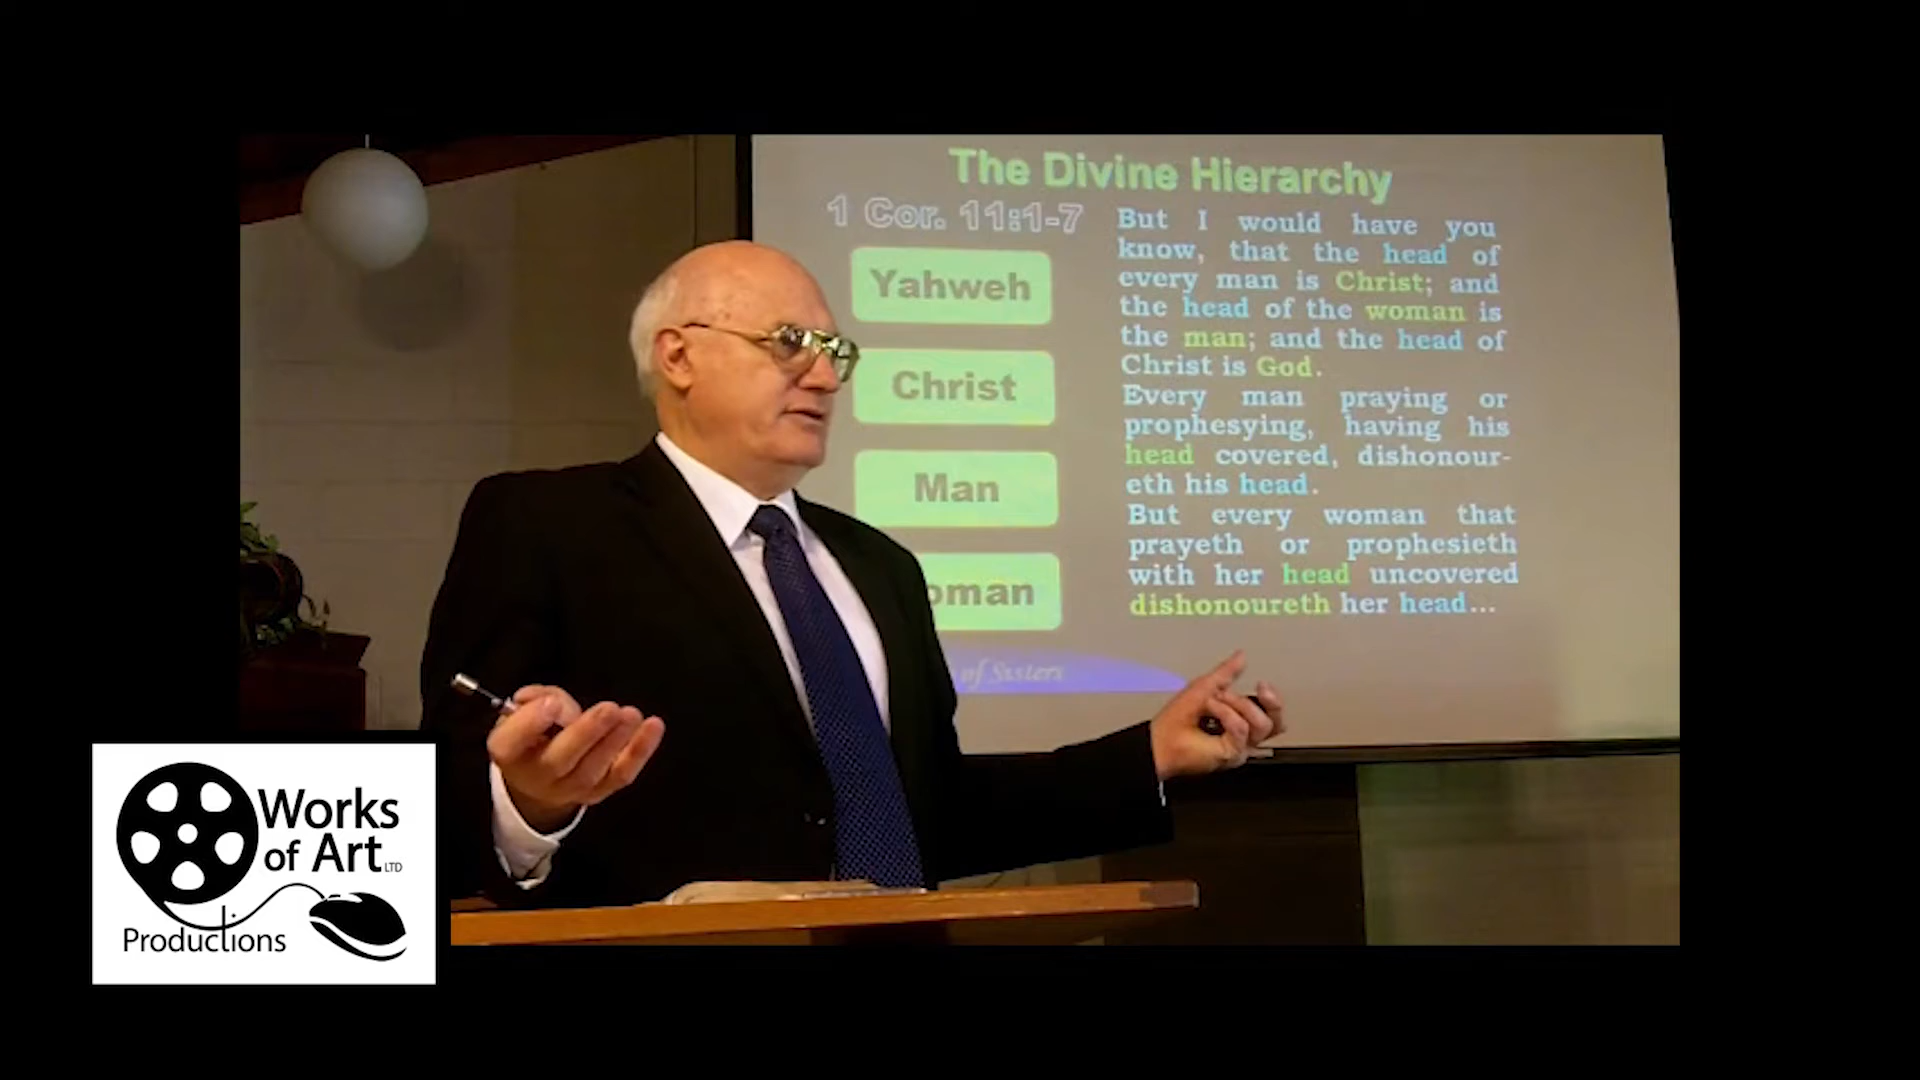 The Divine Hierarchy
1 Cor. 11:1-7
Yahweh
Christ
Man
oman
of Sisters
But I would have you
know, that the head of
every man is Christ; and
the head of the woman is
the man; and the head of
Christ is God.
Every man praying or
prophesying, having his
head covered, dishonour-
eth his head.
But every woman that
prayeth or prophesieth
with her head uncovered
dishonoureth her head...
Works
of Art LTD
Productions